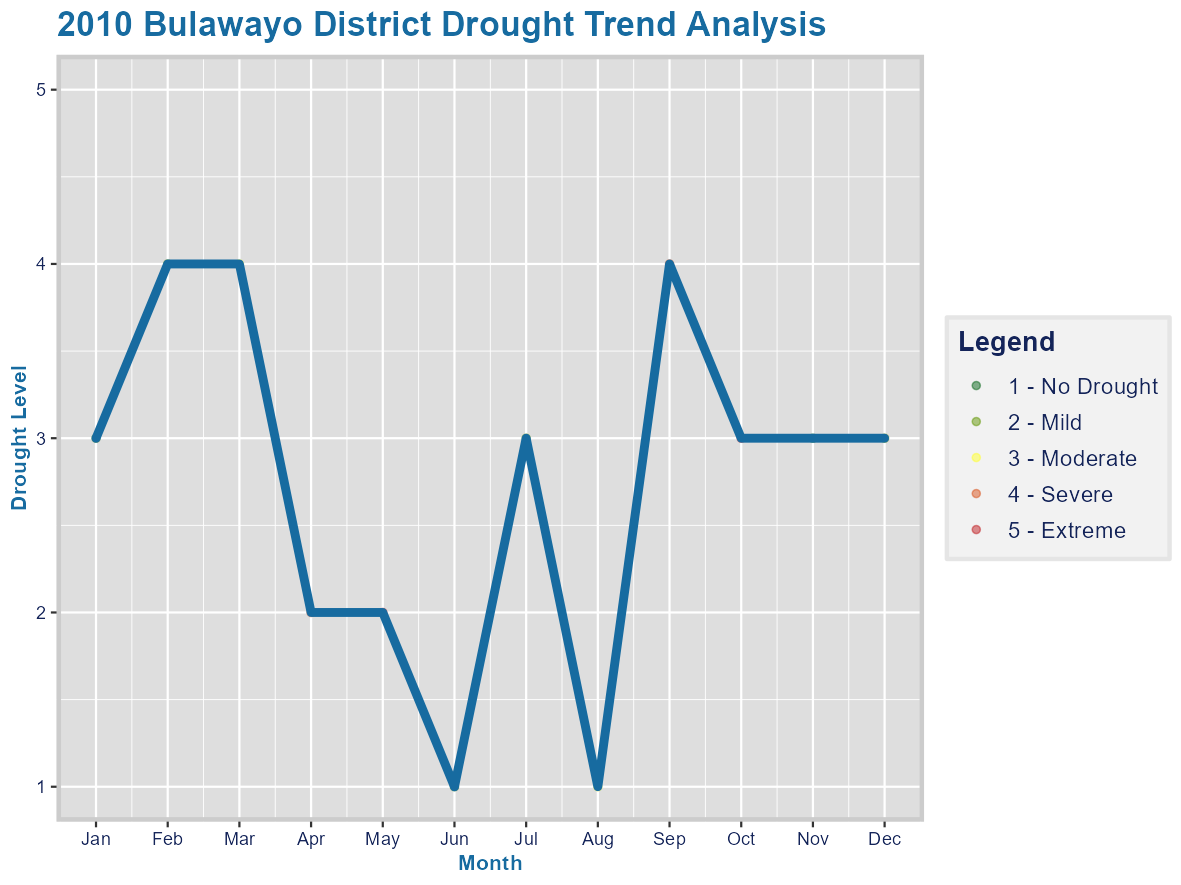 2010 Bulawayo District Drought Trend Analysis
Drought Level
5
4
3
2
1
Jan Feb Mar Apr May Jun Jul Aug Sep Oct Nov Dec
Month
Legend
1 - No Drought
2 - Mild
3 - Moderate
4 - Severe
5 - Extreme